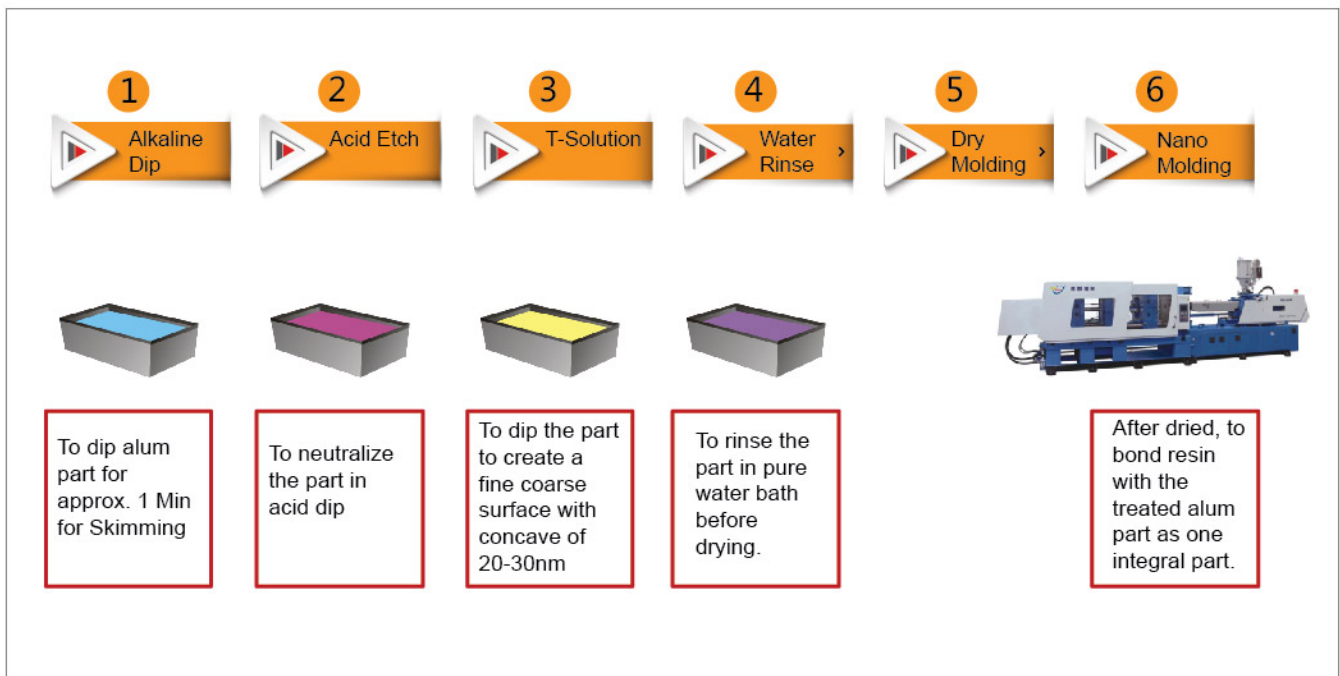 1
2
3
4
5
6
Alkaline
Dip
Acid Etch
T-Solution
Water
Rinse
Dry
Molding
Nano
Molding
To dip alum
part for
approx. 1 Min
for Skimming
To neutralize
the part in
acid dip
To dip the part
to create a
fine coarse
surface with
concave of
20-30nm
To rinse the
part in pure
water bath
before
drying.
After dried, to
bond resin
with the
treated alum
part as one
integral part.